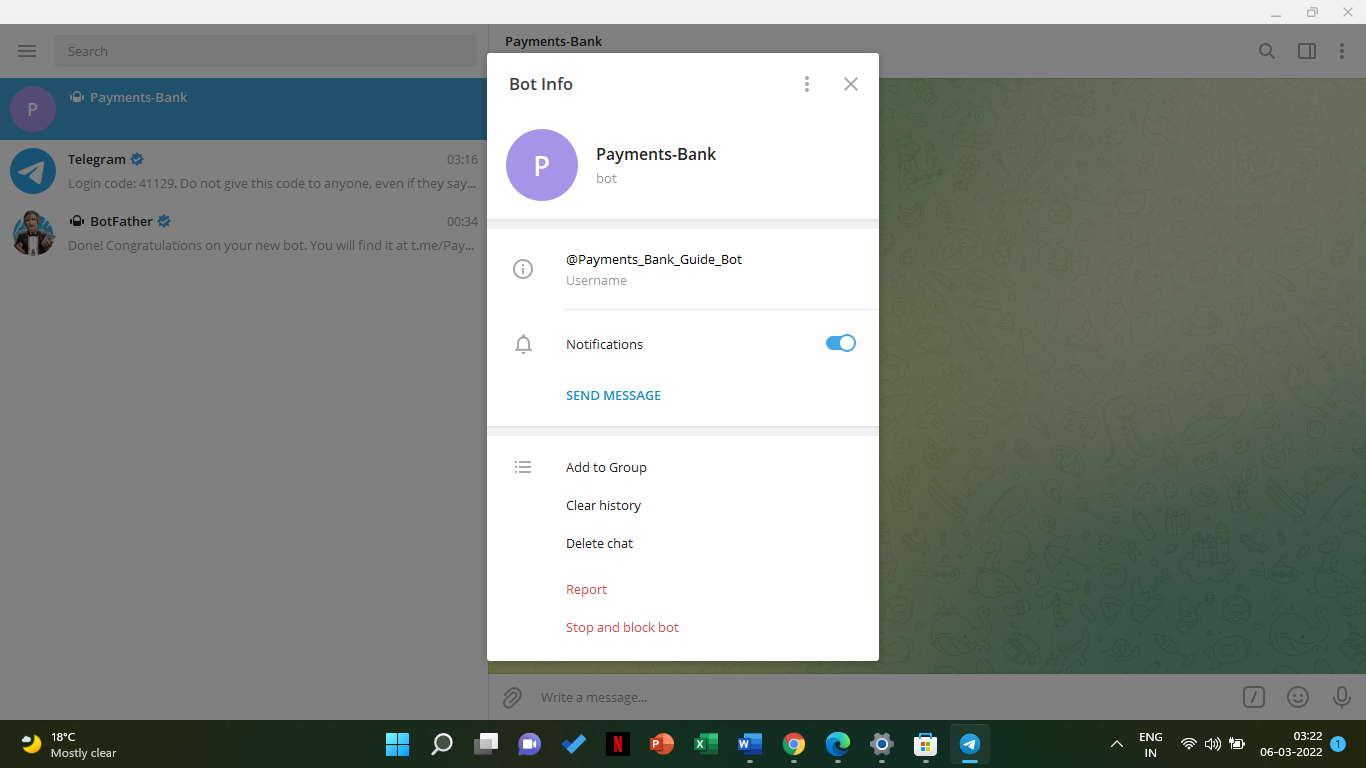 Search
Payments-Bank
P
Payments-Bank
Telegram
03:16
Login code: 41129. Do not give this code to anyone, even if they say...
BotFather
00:34
Done! Congratulations on your new bot. You will find it at t.me/Pay...
Bot Info
P
Payments-Bank
bot
@Payments_Bank_Guide_Bot
Username
Notifications
SEND MESSAGE
Add to Group
Clear history
Delete chat
Report
Stop and block bot
Write a message...
18°C
Mostly clear
ENG
IN
03:22
06-03-2022
1